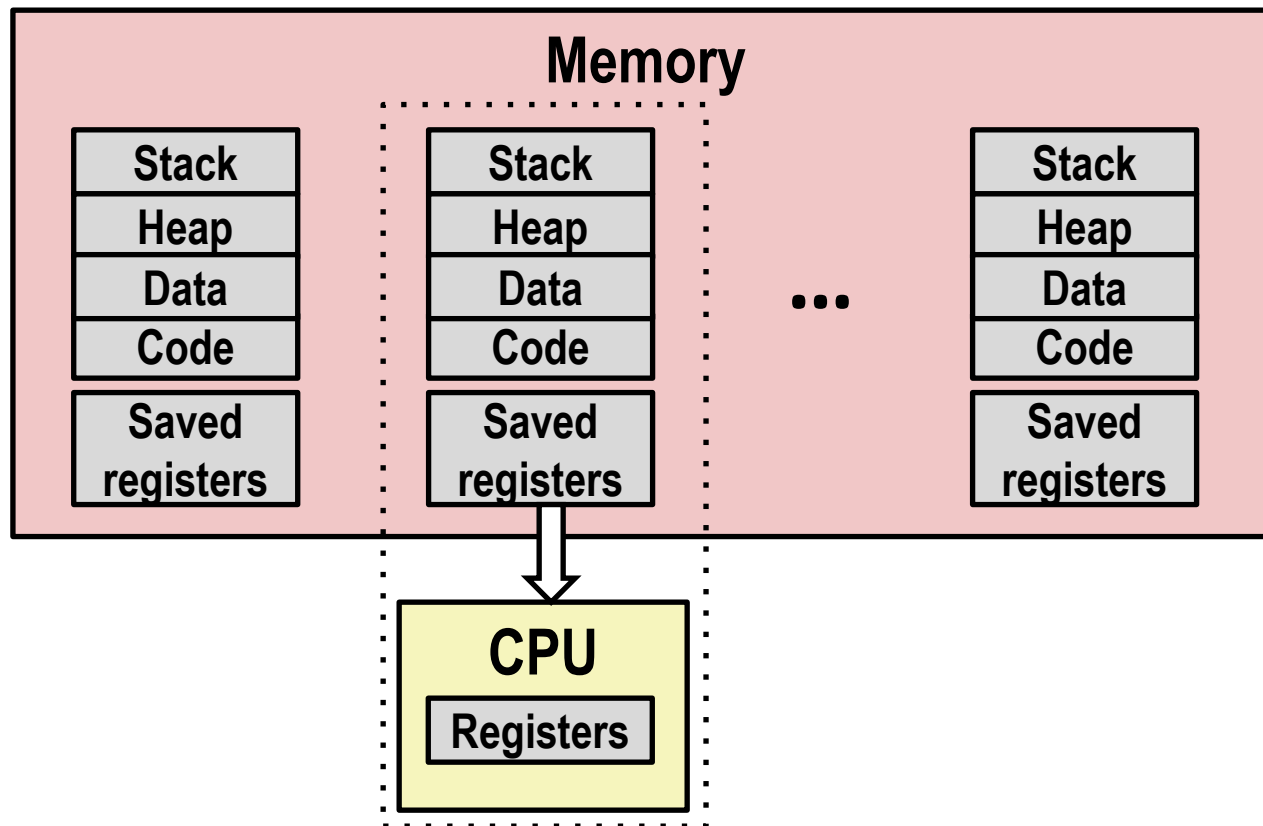 Memory
Stack
Heap
Data
Code
Saved
registers
Stack
Heap
Data
Code
Saved
registers
...
Stack
Heap
Data
Code
Saved
registers
CPU
Registers